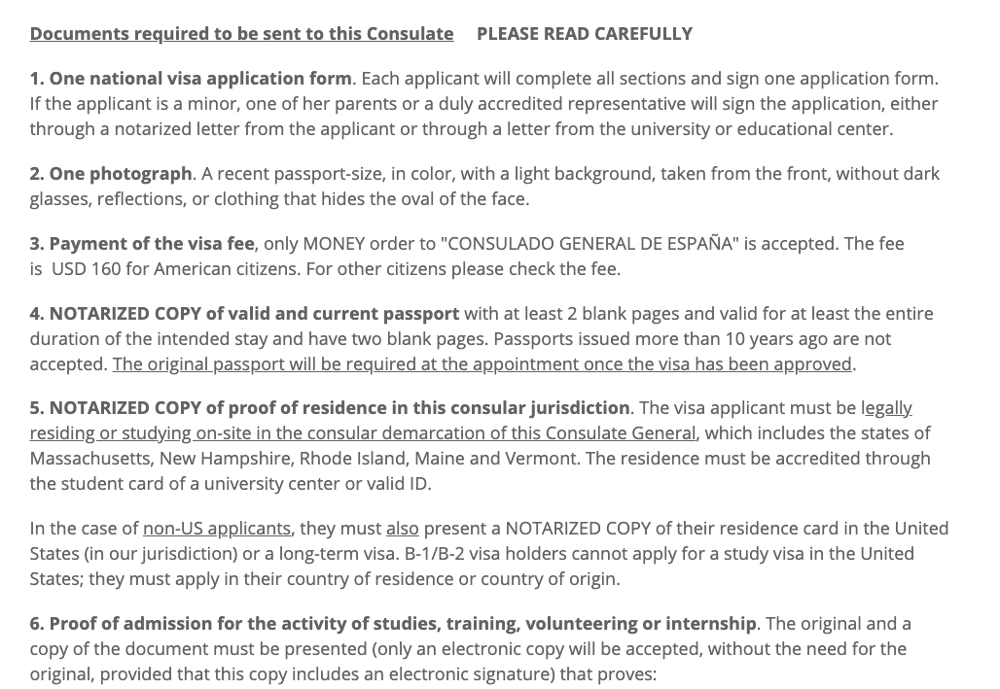 Documents required to be sent to this Consulate PLEASE READ CAREFULLY
1. One national visa application form. Each applicant will complete all sections and sign one application form.
If the applicant is a minor, one of her parents or a duly accredited representative will sign the application, either
through a notarized letter from the applicant or through a letter from the university or educational center.
2. One photograph. A recent passport-size, in color, with a light background, taken from the front, without dark
glasses, reflections, or clothing that hides the oval of the face.
3. Payment of the visa fee, only MONEY order to "CONSULADO GENERAL DE ESPAÑA" is accepted. The fee
is USD 160 for American citizens. For other citizens please check the fee.
4. NOTARIZED COPY of valid and current passport with at least 2 blank pages and valid for at least the entire
duration of the intended stay and have two blank pages. Passports issued more than 10 years ago are not
accepted. The original passport will be required at the appointment once the visa has been approved.
5. NOTARIZED COPY of proof of residence in this consular jurisdiction. The visa applicant must be legally
residing or studying on-site in the consular demarcation of this Consulate General, which includes the states of
Massachusetts, New Hampshire, Rhode Island, Maine and Vermont. The residence must be accredited through
the student card of a university center or valid ID.
In the case of non-US applicants, they must also present a NOTARIZED COPY of their residence card in the United
States (in our jurisdiction) or a long-term visa. B-1/B-2 visa holders cannot apply for a study visa in the United
States; they must apply in their country of residence or country of origin.
6. Proof of admission for the activity of studies, training, volunteering or internship. The original and a
copy of the document must be presented (only an electronic copy will be accepted, without the need for the
original, provided that this copy includes an electronic signature) that proves: